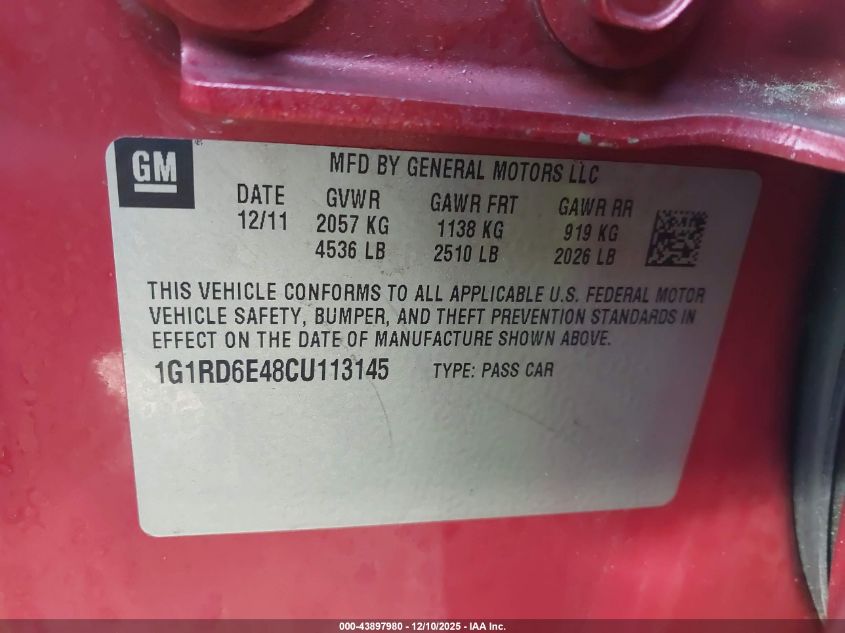 GM
MFD BY GENERAL MOTORS LLC
DATE GVWR GAWR FRT GAWR RR
12/11 2057 KG 1138 KG 919 KG
4536 LB 2510 LB 2026 LB
THIS VEHICLE CONFORMS TO ALL APPLICABLE U.S. FEDERAL MOTOR
VEHICLE SAFETY, BUMPER, AND THEFT PREVENTION STANDARDS IN
EFFECT ON THE DATE OF MANUFACTURE SHOWN ABOVE.
1G1RD6E48CU113145 TYPE: PASS CAR
000-43897980 — 12/10/2025 — IAA Inc.